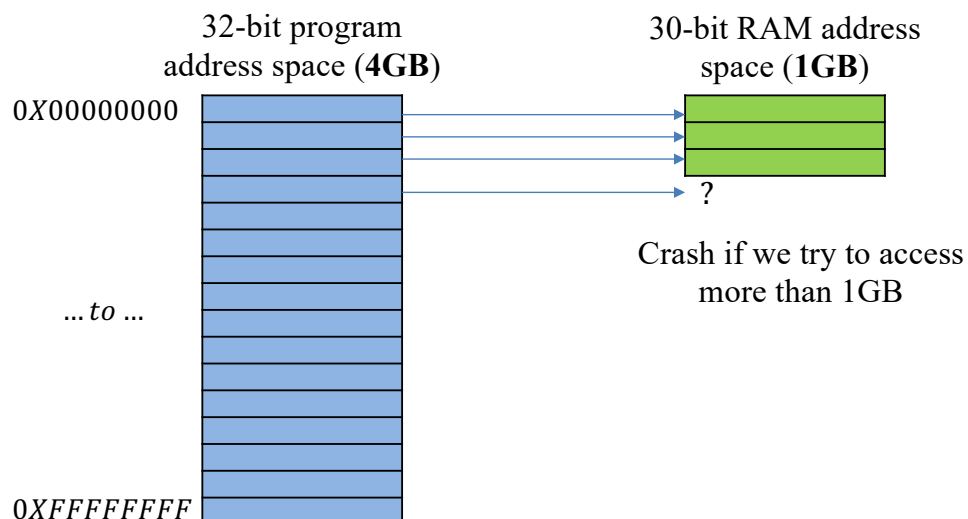 32-bit program
address space (4GB)
30-bit RAM address
space (1GB)
0X00000000
?
Crash if we try to access
more than 1GB
... to ...
0XFFFFFFFF